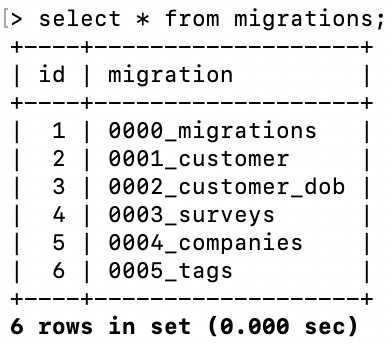 [> select * from migrations;
+----+--------------------+
| id | migration          |
+----+--------------------+
|  1 | 0000_migrations    |
|  2 | 0001_customer      |
|  3 | 0002_customer_dob |
|  4 | 0003_surveys       |
|  5 | 0004_companies     |
|  6 | 0005_tags          |
+----+--------------------+
6 rows in set (0.000 sec)